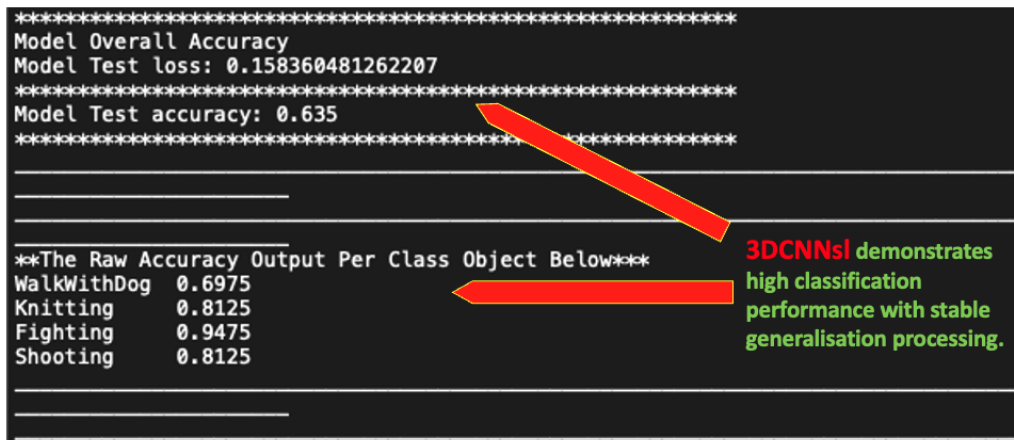 *********************************************************
Model Overall Accuracy
Model Test loss: 0.158360481262207
*********************************************************
Model Test accuracy: 0.635
*********************************************************
**The Raw Accuracy Output Per Class Object Below***
WalkWithDog 0.6975
Knitting 0.8125
Fighting 0.9475
Shooting 0.8125
3DCNNsl demonstrates
high classification
performance with stable
generalisation processing.